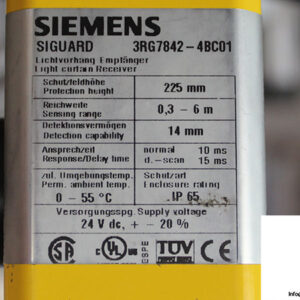 SIEMENS
SIGUARD 3RG7842-4BC01
Lichtvorhang Empfänger
Light curtain Receiver
Schutzfeldhöhe
Protection height 225 mm
Reichweite
Sensing range 0,3 - 6 m
Detektionsvermögen
Detection capability 14 mm
Ansprechzeit normal 10 ms
Response/Delay time d.-scan 15 ms
zul. Umgebungstemp. Schutzart
Perm. ambient temp. Enclosure rating
0 - 55 °C IP 65
Versorgungsspg. Supply voltage
24 V dc, + - 20%
ESPE
TÜV